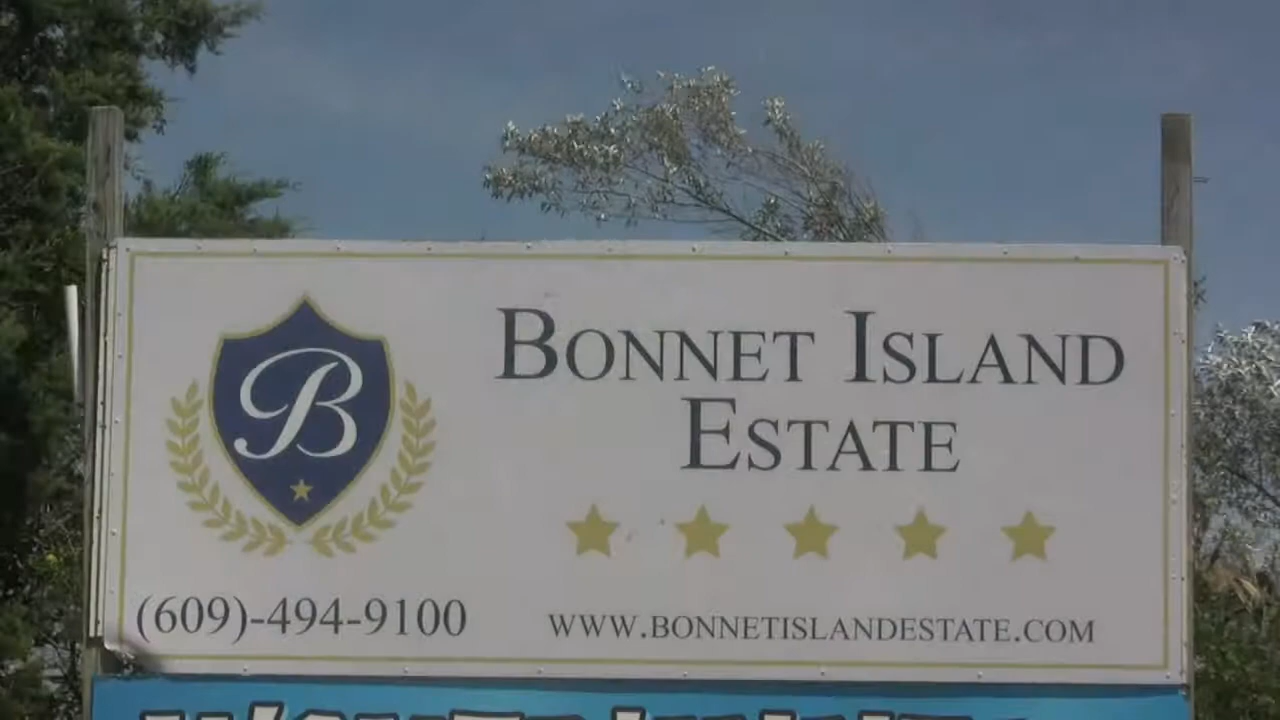 B
BONNET ISLAND
ESTATE
(609)-494-9100
WWW.BONNETISLANDESTATE.COM